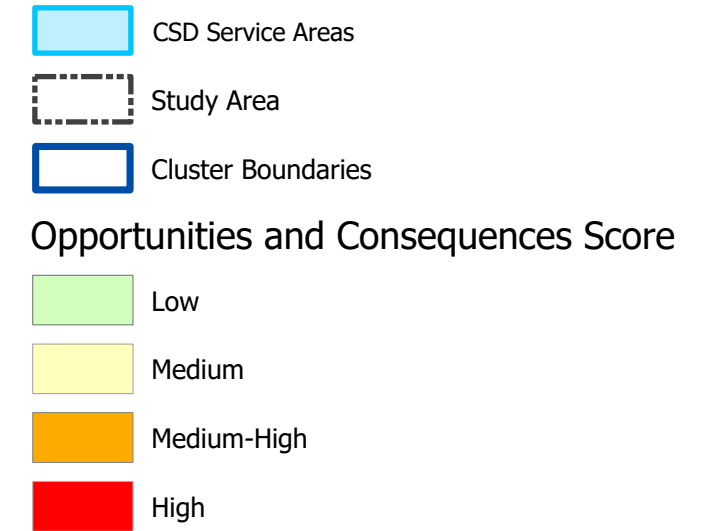 CSD Service Areas
Study Area
Cluster Boundaries
Opportunities and Consequences Score
Low
Medium
Medium-High
High